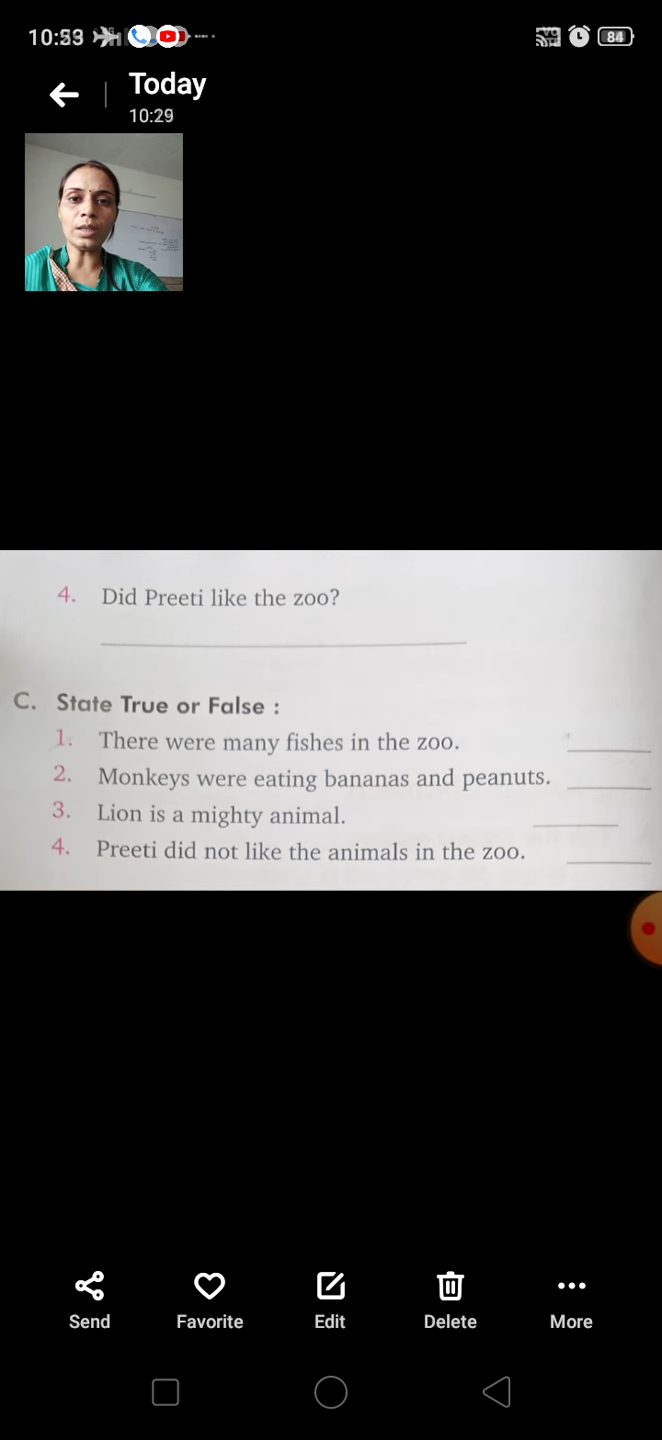 Today
10:29
4. Did Preeti like the zoo?
C. State True or False :
1. There were many fishes in the zoo.
2. Monkeys were eating bananas and peanuts.
3. Lion is a mighty animal.
4. Preeti did not like the animals in the zoo.
84
Send Favorite Edit Delete More